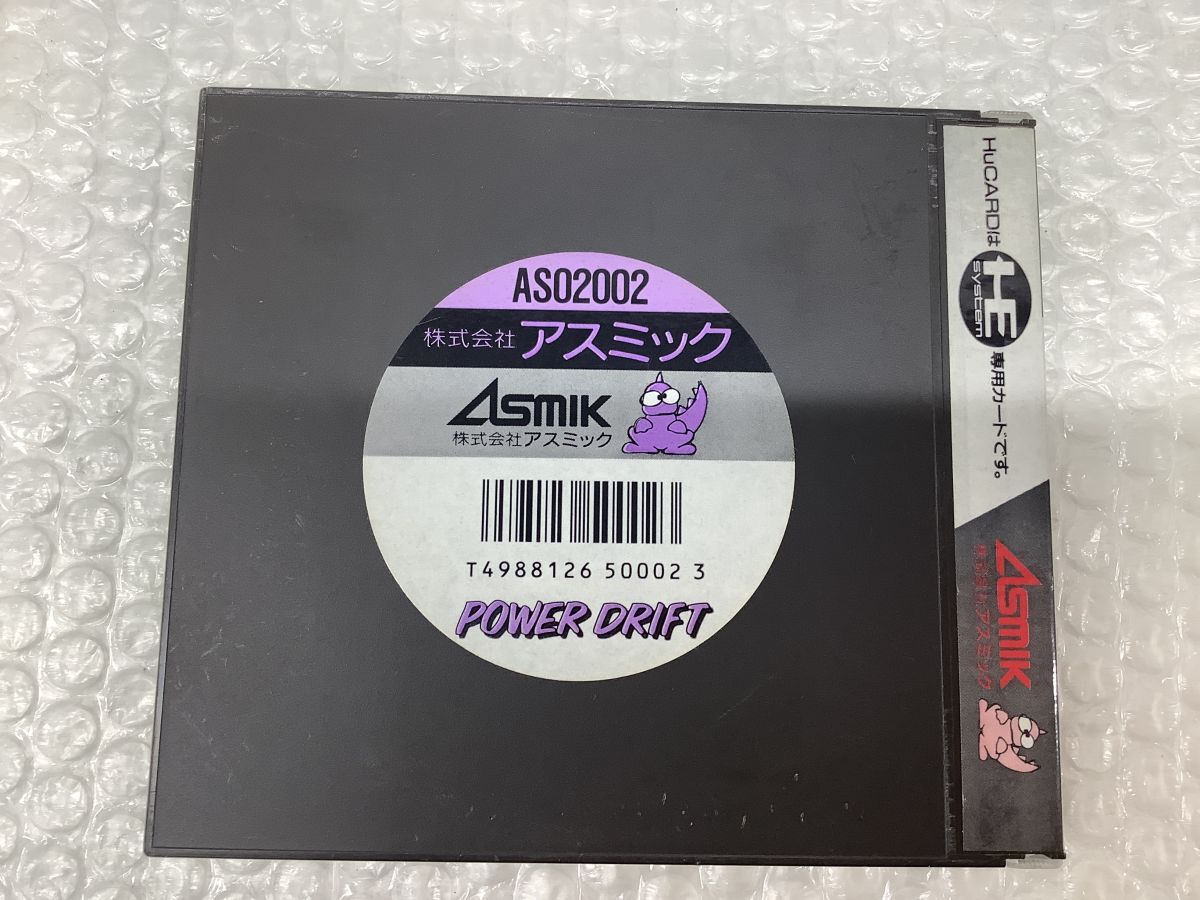 AS02002
株式会社 アスミック
ASMIK
株式会社アスミック
T4988126 50002 3
POWER DRIFT
HuCARDは HE system 専用カードです。
ASMIK
株式会社アスミック